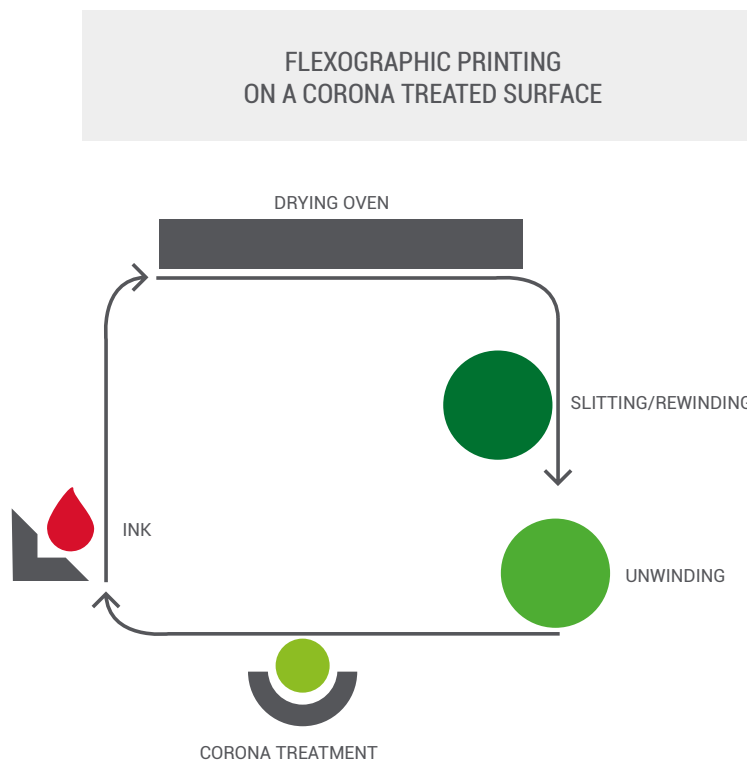 FLEXOGRAPHIC PRINTING
ON A CORONA TREATED SURFACE
DRYING OVEN
SLITTING/REWINDING
INK
UNWINDING
CORONA TREATMENT